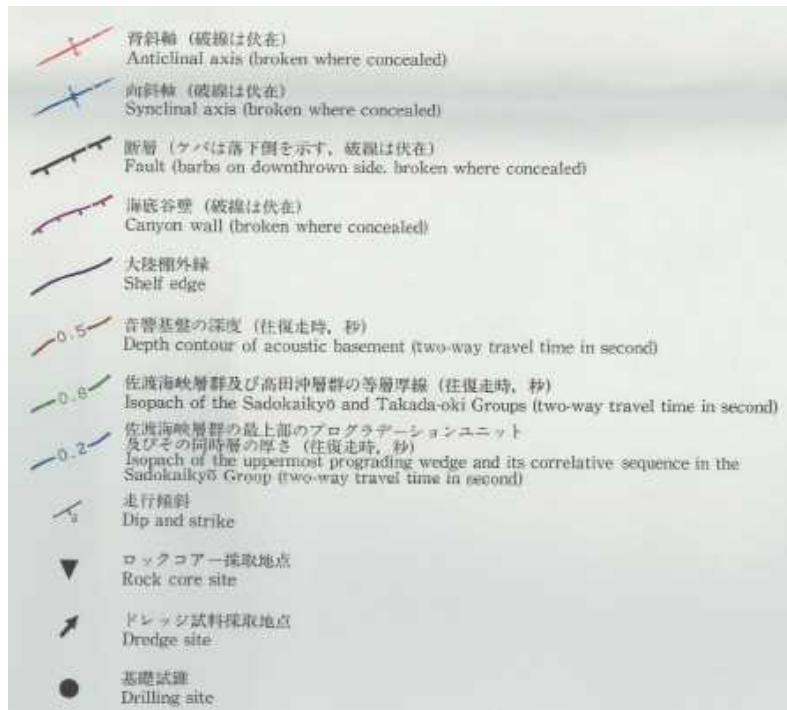 背斜軸 (破線は伏在)
Anticlinal axis (broken where concealed)
向斜軸 (破線は伏在)
Synclinal axis (broken where concealed)
断層 (ケバは落下側を示す, 破線は伏在)
Fault (barbs on downthrown side. broken where concealed)
海底谷壁 (破線は伏在)
Canyon wall (broken where concealed)
大陸棚外縁
Shelf edge
0.5
音響基盤の深度 (往復走時, 秒)
Depth contour of acoustic basement (two-way travel time in second)
佐渡海峡層群及び高田沖層群の等層厚線 (往復走時, 秒)
Isopach of the Sadokaikyō and Takada-oki Groups (two-way travel time in second)
0.2
佐渡海峡層群の最上部のプログラデーションユニット
及びその同時層の厚さ (往復走時, 秒)
Isopach of the uppermost prograding wedge and its correlative sequence in the
Sadokaikyō Groop (two-way travel time in second)
走行傾斜
Dip and strike
ロックコアー採取地点
Rock core site
ドレッジ試料採取地点
Dredge site
基礎試錐
Drilling site